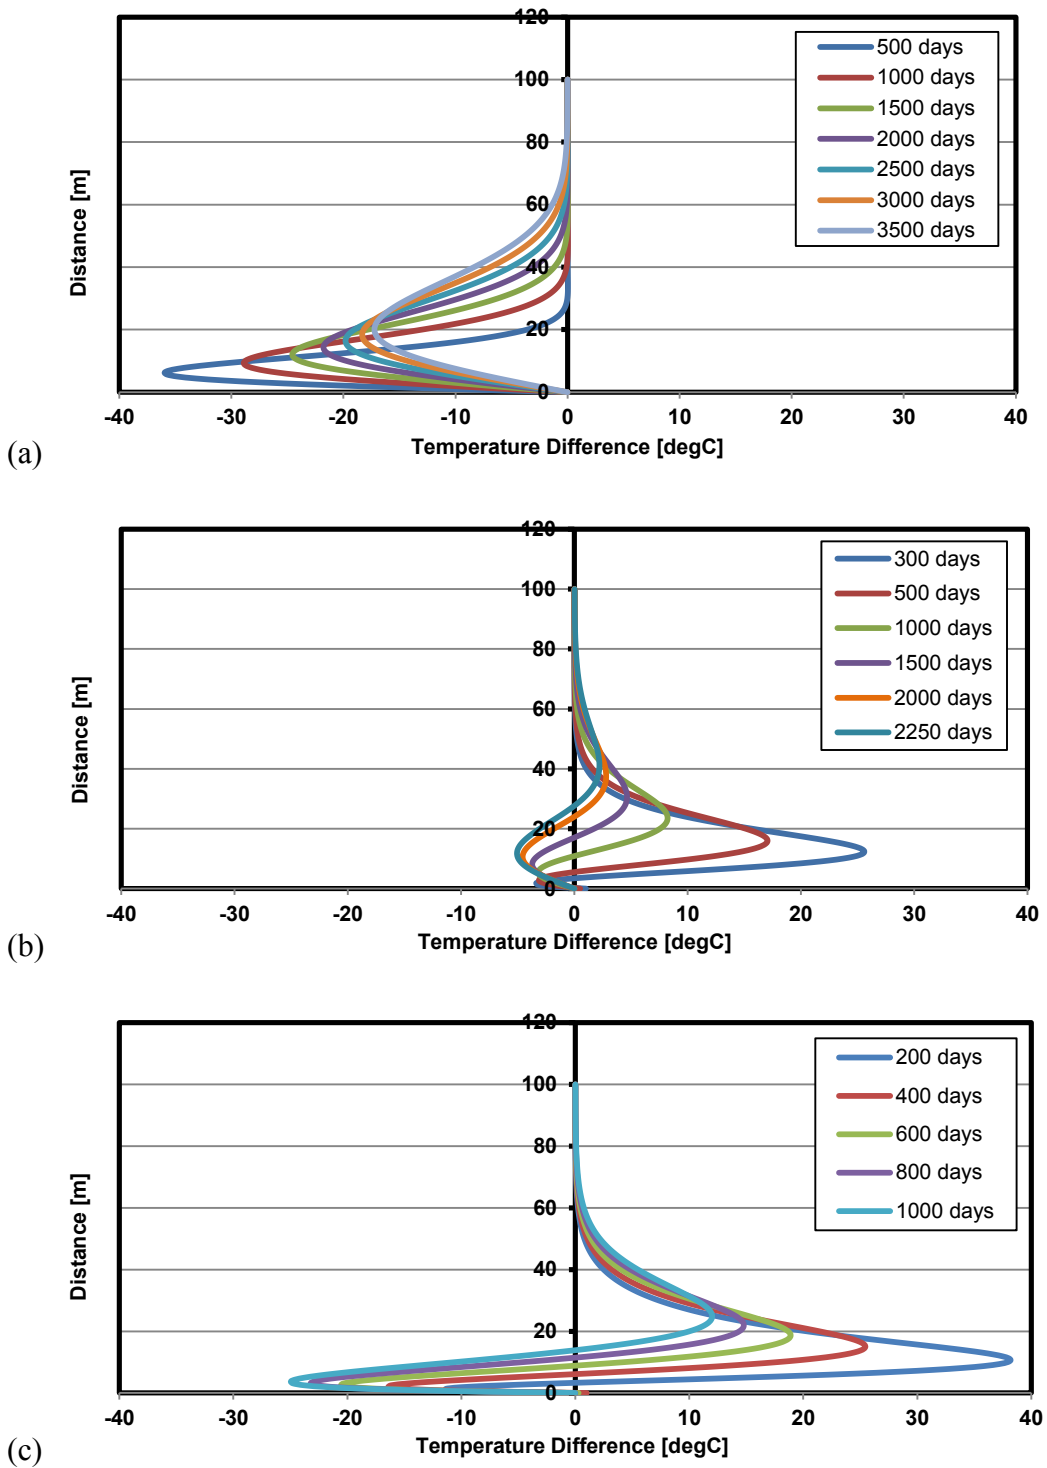 120
100
80
60
40
20
0
Distance [m]
-40 -30 -20 -10 0 10 20 30 40
Temperature Difference [degC]
500 days
1000 days
1500 days
2000 days
2500 days
3000 days
3500 days
(a)
120
100
80
60
40
20
0
Distance [m]
-40 -30 -20 -10 0 10 20 30 40
Temperature Difference [degC]
300 days
500 days
1000 days
1500 days
2000 days
2250 days
(b)
120
100
80
60
40
20
0
Distance [m]
-40 -30 -20 -10 0 10 20 30 40
Temperature Difference [degC]
200 days
400 days
600 days
800 days
1000 days
(c)